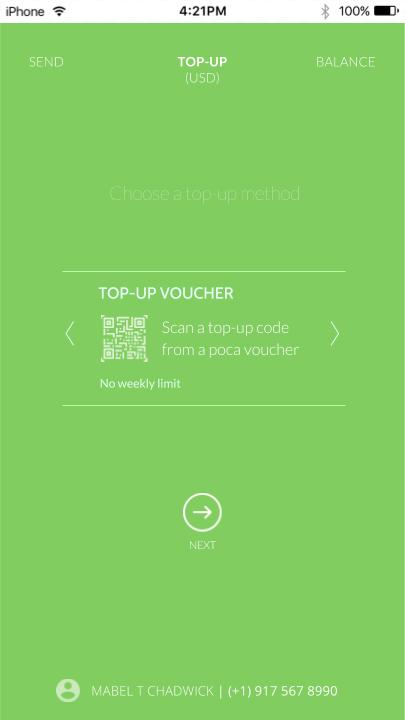 iPhone 4:21PM 100%
SEND TOP-UP BALANCE
(USD)
Choose a top-up method
TOP-UP VOUCHER
Scan a top-up code
from a poca voucher
No weekly limit
NEXT
MABEL T CHADWICK | (+1) 917 567 8990